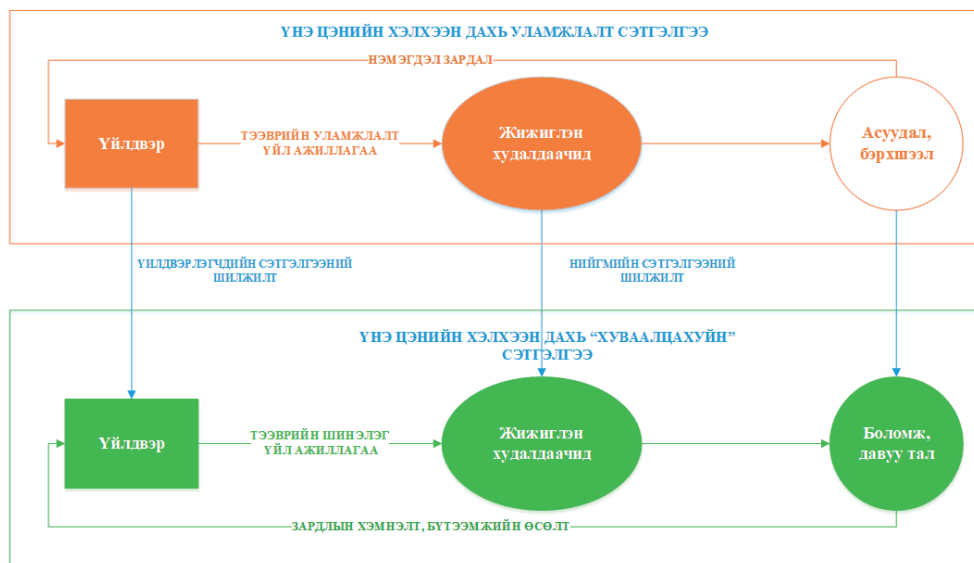 ҮНЭ ЦЭНИЙН ХЭЛХЭЭН ДАХЬ УЛАМЖЛАЛТ СЭТГЭЛГЭЭ
НЭМЭГДЭЛ ЗАРДАЛ
Үйлдвэр
ТЭЭВРИЙН УЛАМЖЛАЛТ
ҮЙЛ АЖИЛЛАГАА
Жижиглэн
худалдаачид
Асуудал,
бэрхшээл
ҮЙЛДВЭРЛЭГЧДИЙН СЭТГЭЛГЭЭНИЙ
ШИЛЖИЛТ
НИЙГМИЙН СЭТГЭЛГЭЭНИЙ
ШИЛЖИЛТ
ҮНЭ ЦЭНИЙН ХЭЛХЭЭН ДАХЬ “ХУВААЛЦАХУЙН”
СЭТГЭЛГЭЭ
Үйлдвэр
ТЭЭВРИЙН ШИНЭЛЭГ
ҮЙЛ АЖИЛЛАГАА
Жижиглэн
худалдаачид
Боломж,
давуу тал
ЗАРДЛЫН ХЭМНЭЛТ, БҮТЭЭМЖИЙН ӨСӨЛТ